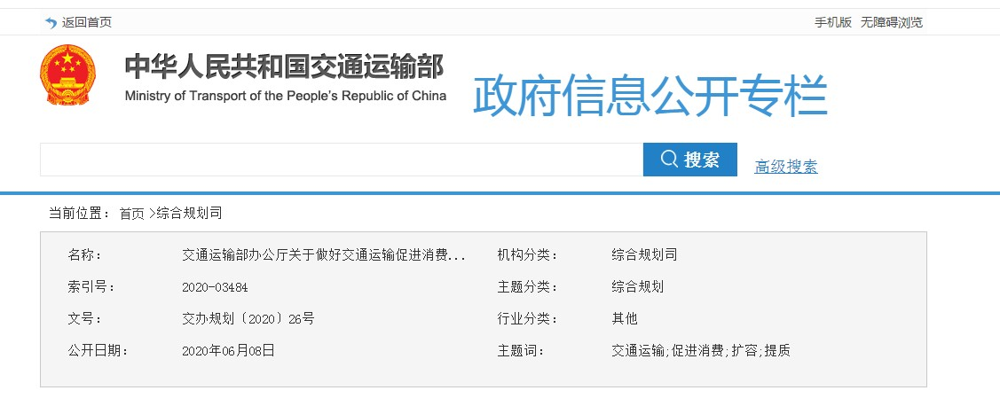 返回首页 手机版 无障碍浏览
中华人民共和国交通运输部
Ministry of Transport of the People's Republic of China
政府信息公开专栏
搜索 高级搜索
当前位置： 首页 >综合规划司
名称： 交通运输部办公厅关于做好交通运输促进消费... 机构分类： 综合规划司
索引号： 2020-03484 主题分类： 综合规划
文号： 交办规划〔2020〕26号 行业分类： 其他
公开日期： 2020年06月08日 主题词： 交通运输;促进消费;扩容;提质